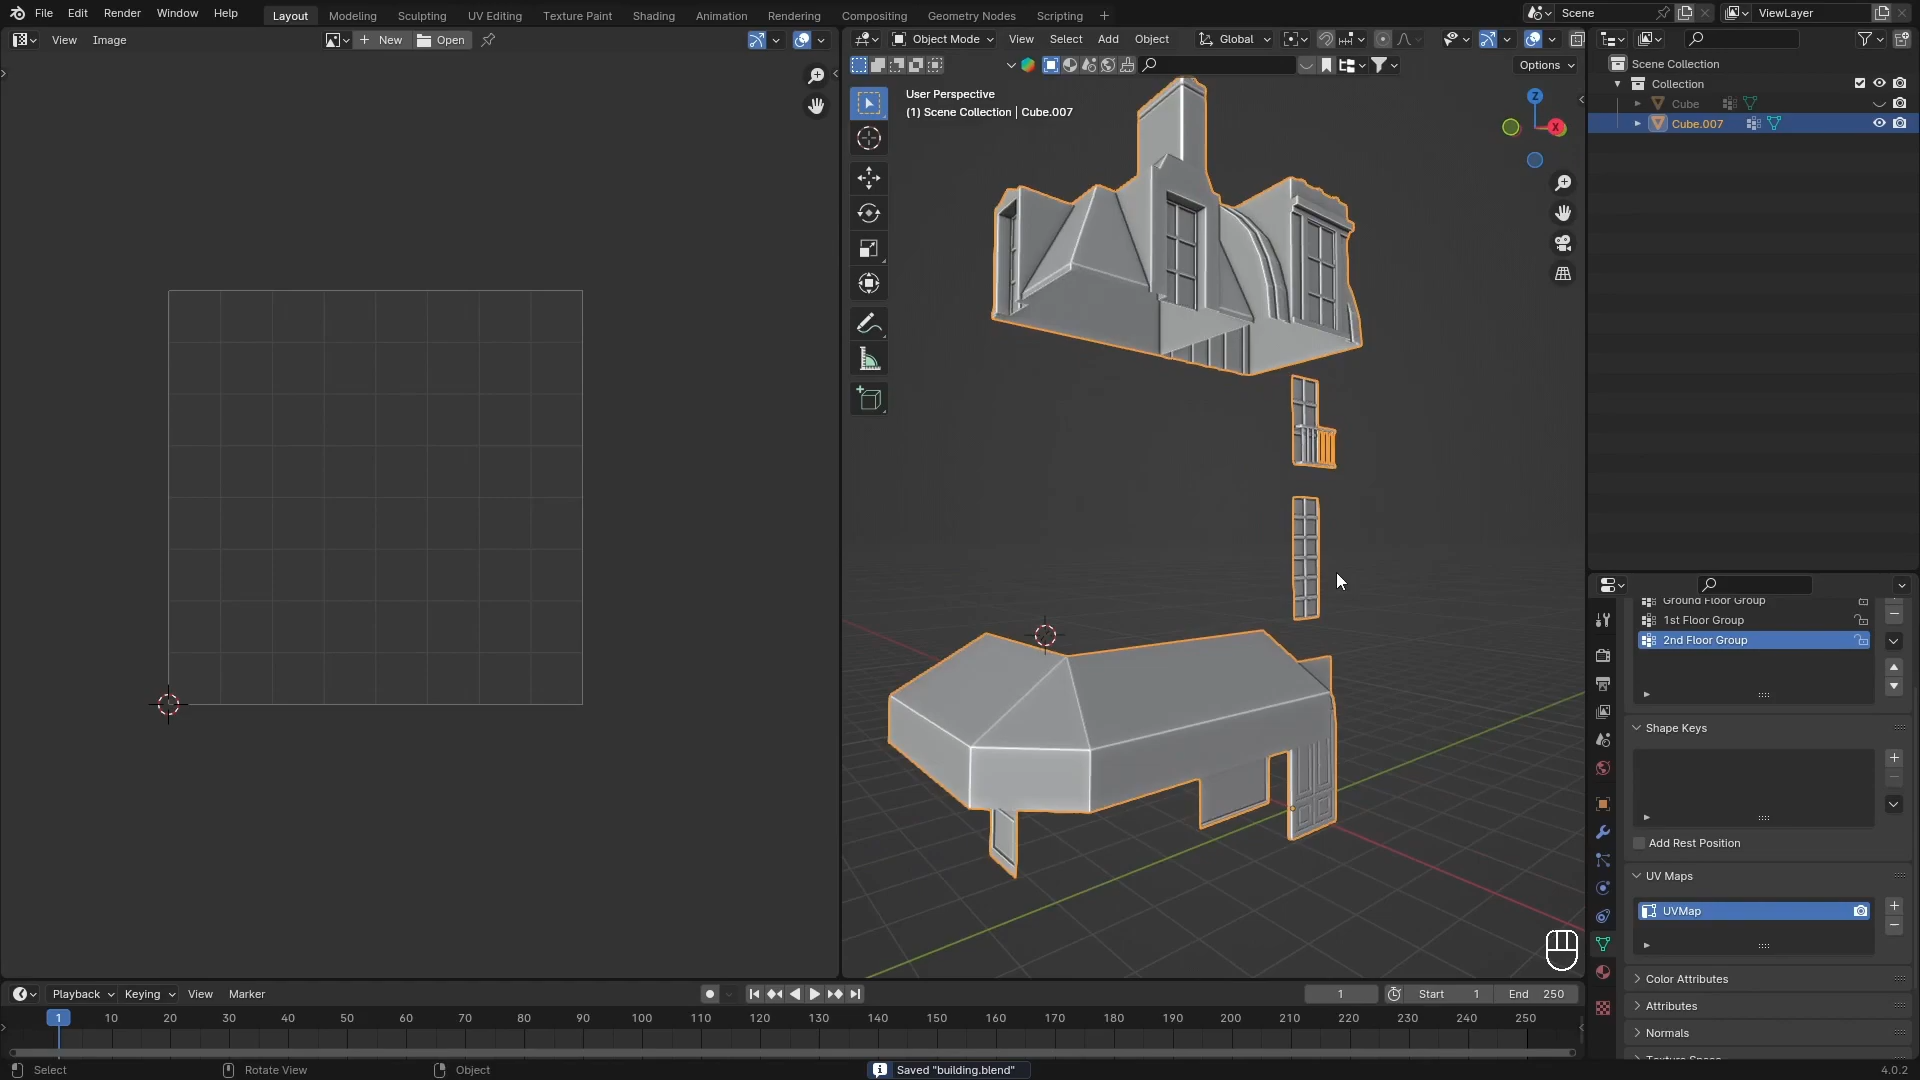 File Edit Render Window Help Layout Modeling Sculpting UV Editing Texture Paint Shading Animation Rendering Compositing Geometry Nodes Scripting + Scene ViewLayer
View Image New Open Object Mode View Select Add Object Global
Options
User Perspective
(1) Scene Collection | Cube.007
Z
X
Scene Collection
Collection
Cube
Cube.007
Ground Floor Group
1st Floor Group
2nd Floor Group
Shape Keys
Add Rest Position
UV Maps
UVMap
Color Attributes
Attributes
Normals
Playback Keying View Marker 1 Start 1 End 250
1 10 20 30 40 50 60 70 80 90 100 110 120 130 140 150 160 170 180 190 200 210 220 230 240 250
Select Rotate View Object Saved "building.blend" 4.0.2